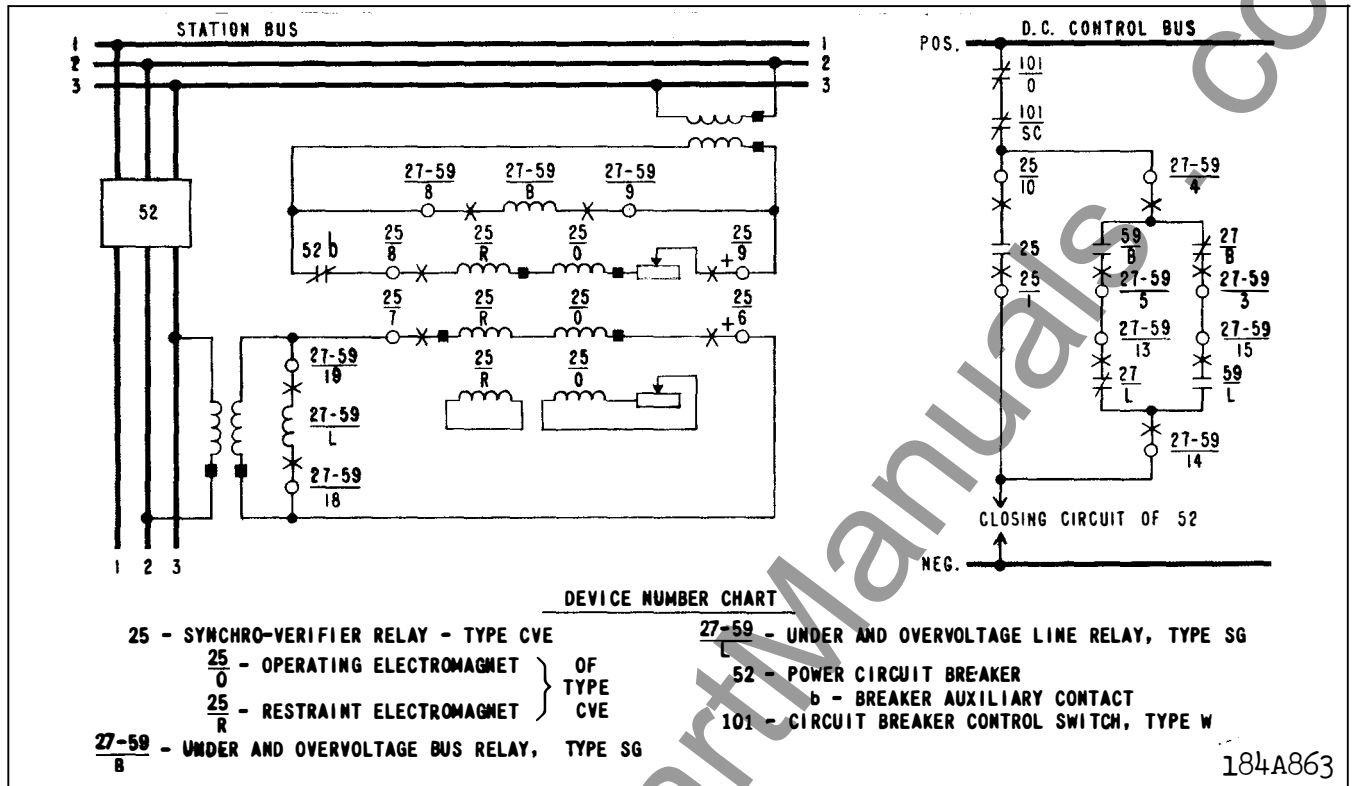 STATION BUS
D.C. CONTROL BUS
1
2
3
1
2
3
POS.
101
O
101
SC
27-59
8
27-59
B
27-59
9
25
10
27-59
4
52
52 b
25
8
25
R
25
O
+
25
9
25
59
B
27
B
25
7
25
R
25
O
+
25
6
25
1
27-59
5
27-59
3
27-59
19
25
R
25
O
27-59
13
27-59
15
27-59
L
27
L
59
L
27-59
18
27-59
14
CLOSING CIRCUIT OF 52
1 2 3
NEG.
DEVICE NUMBER CHART
25 - SYNCHRO-VERIFIER RELAY - TYPE CVE
25
O - OPERATING ELECTROMAGNET
25
R - RESTRAINT ELECTROMAGNET
OF
TYPE
CVE
27-59
B - UNDER AND OVERVOLTAGE BUS RELAY, TYPE SG
27-59
L - UNDER AND OVERVOLTAGE LINE RELAY, TYPE SG
52 - POWER CIRCUIT BREAKER
b - BREAKER AUXILIARY CONTACT
101 - CIRCUIT BREAKER CONTROL SWITCH, TYPE W
184A863
artManuals.co